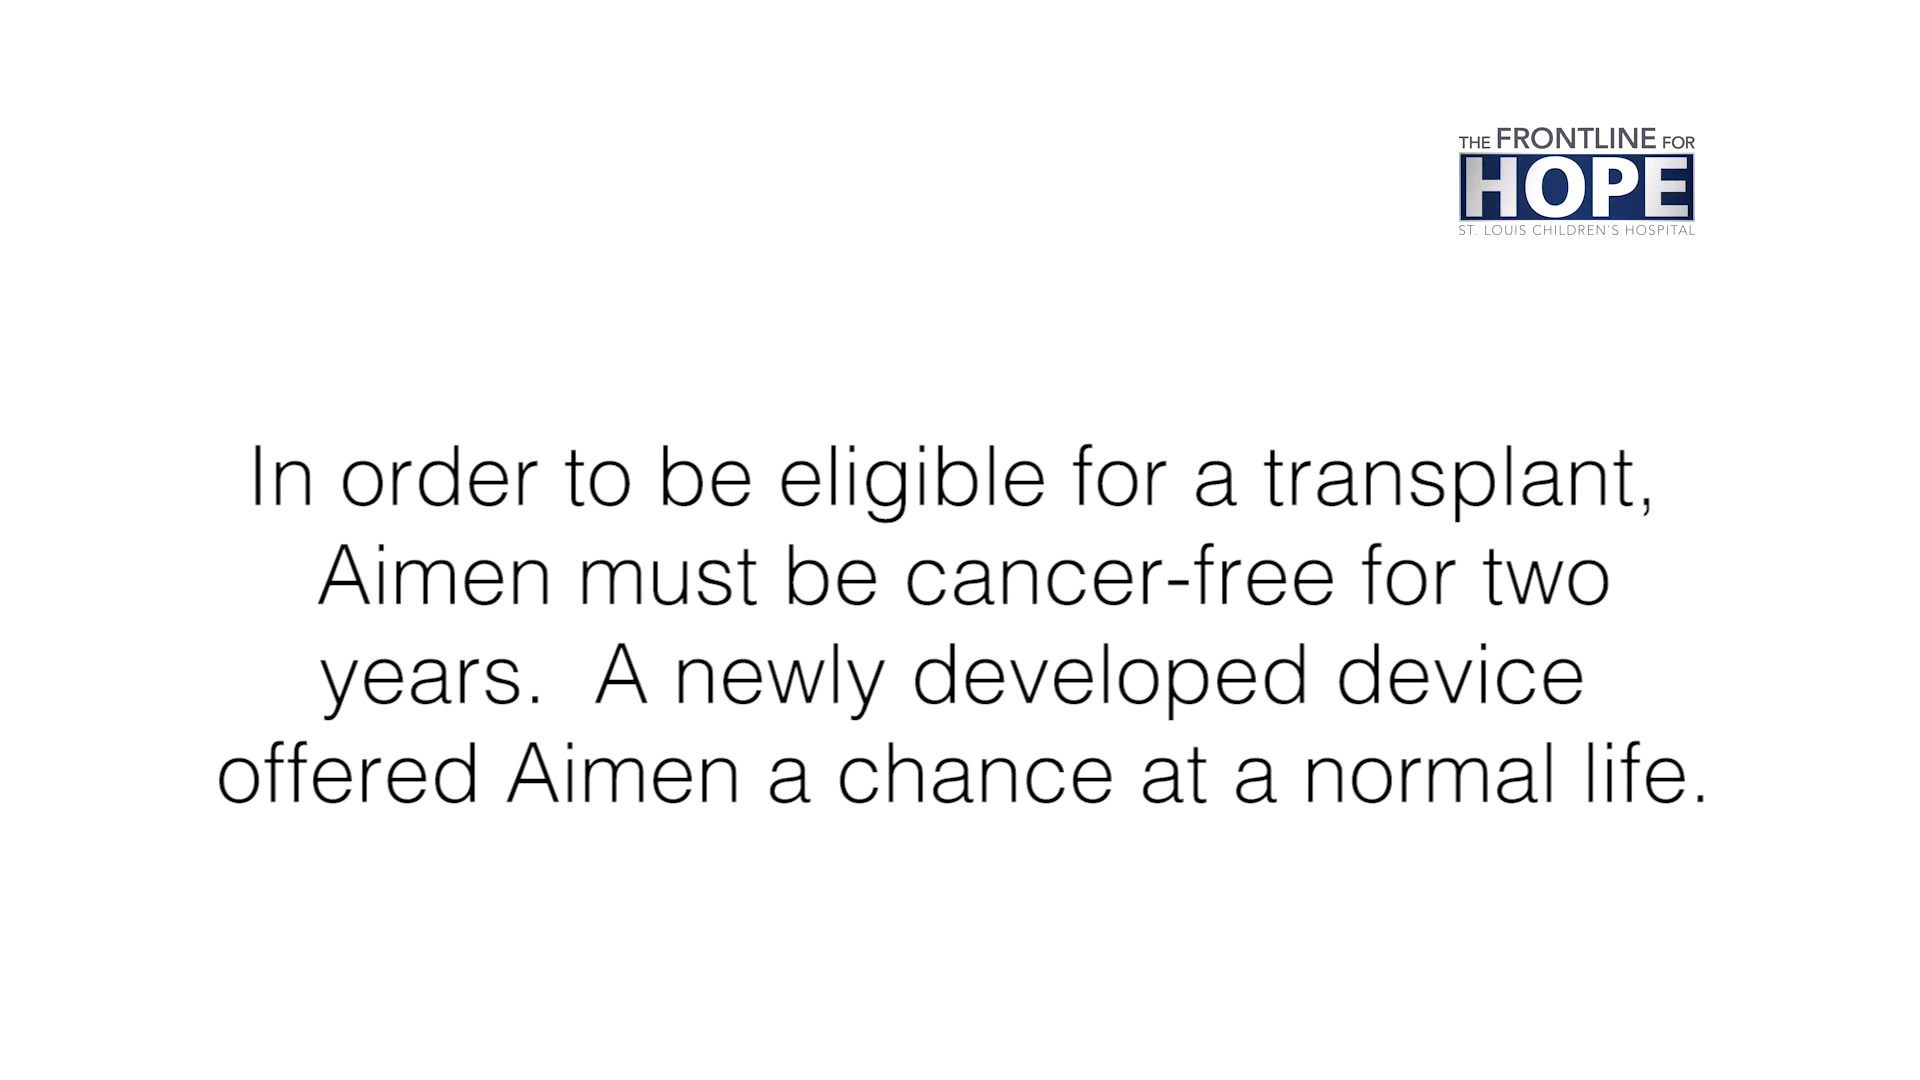 THE FRONTLINE FOR
HOPE
ST. LOUIS CHILDREN'S HOSPITAL
In order to be eligible for a transplant,
Aimen must be cancer-free for two
years.  A newly developed device
offered Aimen a chance at a normal life.